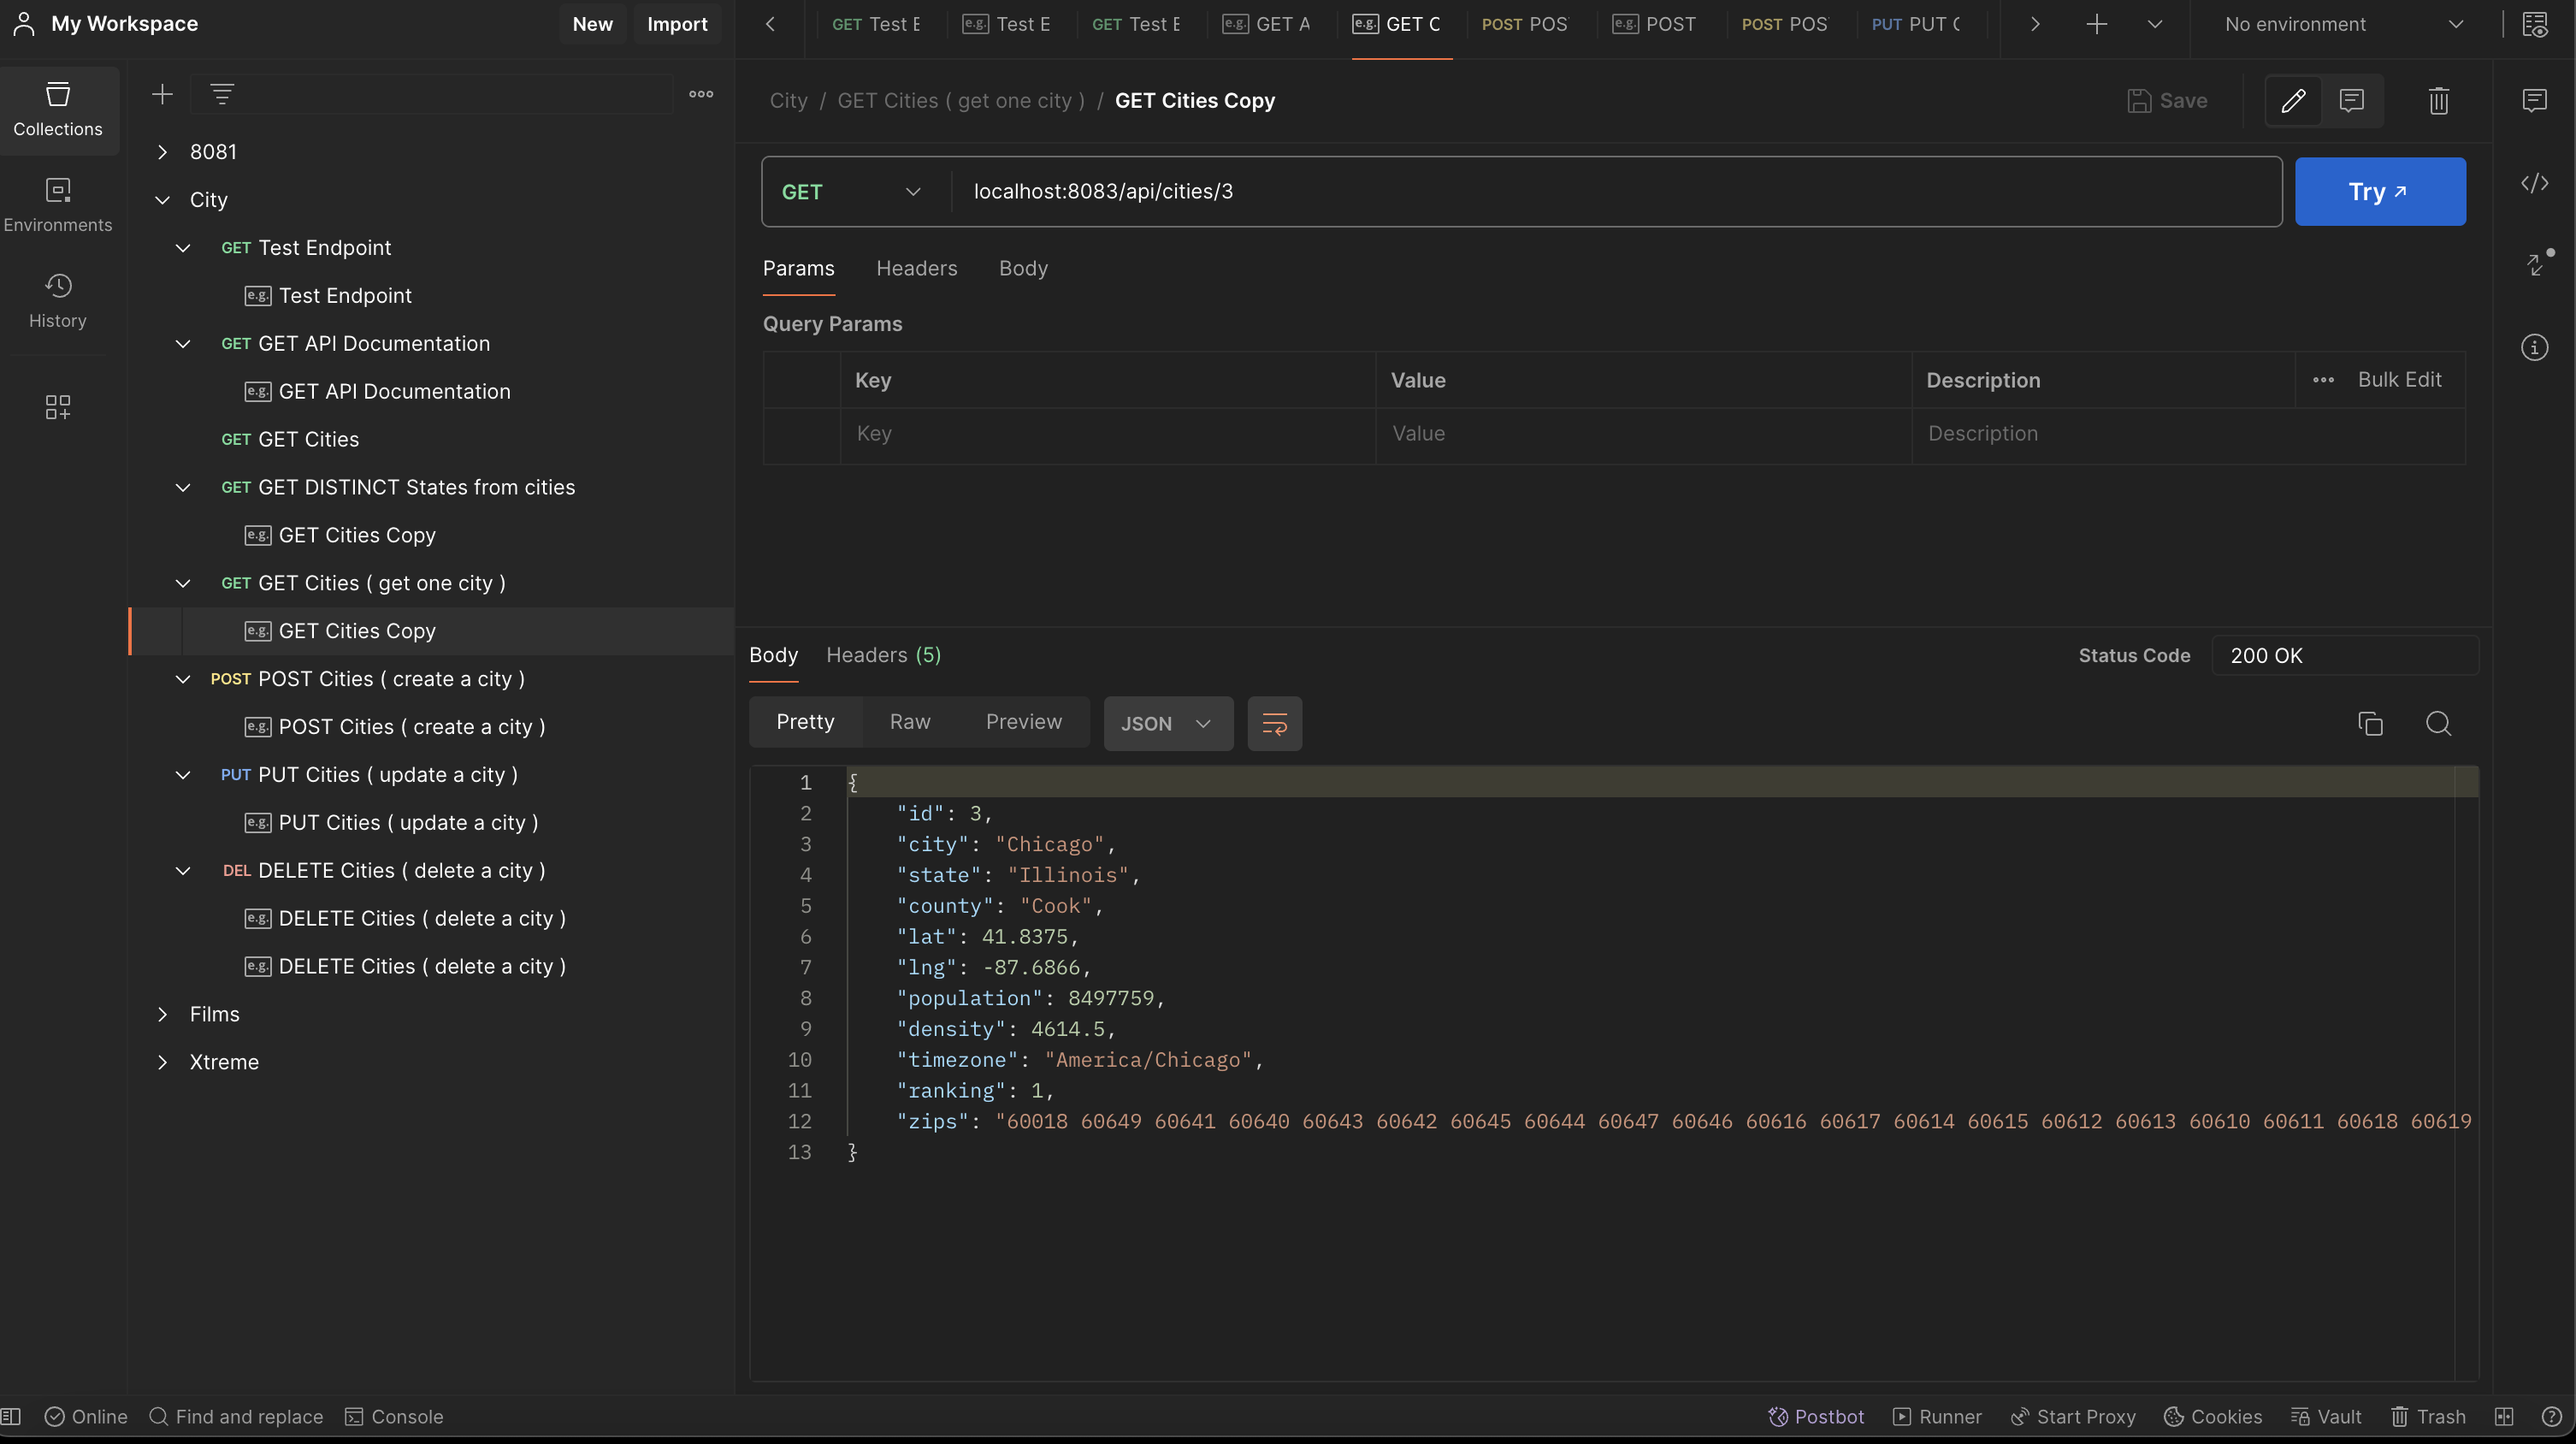 My Workspace
New
Import
GET Test E
e.g. Test E
GET Test E
e.g. GET A
e.g. GET C
POST POS
e.g. POST
POST POS
PUT PUT C
No environment
Collections
Environments
History
8081
City
GET Test Endpoint
e.g. Test Endpoint
GET GET API Documentation
e.g. GET API Documentation
GET GET Cities
GET GET DISTINCT States from cities
e.g. GET Cities Copy
GET GET Cities ( get one city )
e.g. GET Cities Copy
POST POST Cities ( create a city )
e.g. POST Cities ( create a city )
PUT PUT Cities ( update a city )
e.g. PUT Cities ( update a city )
DEL DELETE Cities ( delete a city )
e.g. DELETE Cities ( delete a city )
e.g. DELETE Cities ( delete a city )
Films
Xtreme
City / GET Cities ( get one city ) / GET Cities Copy
Save
GET localhost:8083/api/cities/3
Try
Params Headers Body
Query Params
Key Value Description Bulk Edit
Key Value Description
Body Headers (5)
Status Code 200 OK
Pretty Raw Preview JSON
1 {
2 "id": 3,
3 "city": "Chicago",
4 "state": "Illinois",
5 "county": "Cook",
6 "lat": 41.8375,
7 "lng": -87.6866,
8 "population": 8497759,
9 "density": 4614.5,
10 "timezone": "America/Chicago",
11 "ranking": 1,
12 "zips": "60018 60649 60641 60640 60643 60642 60645 60644 60647 60646 60616 60617 60614 60615 60612 60613 60610 60611 60618 60619
13 }
Online Find and replace Console
Postbot Runner Start Proxy Cookies Vault Trash